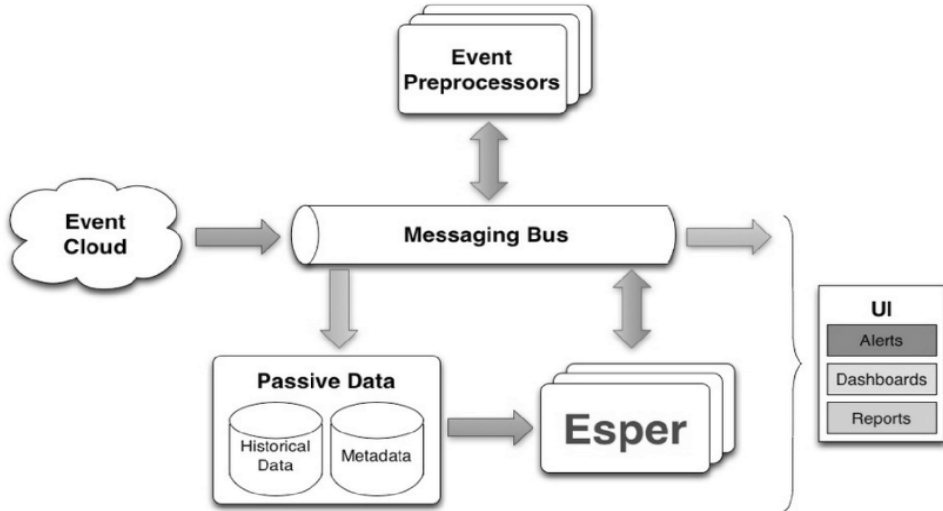 Event
Preprocessors
Event
Cloud
Messaging Bus
UI
Alerts
Dashboards
Reports
Passive Data
Historical
Data
Metadata
Esper